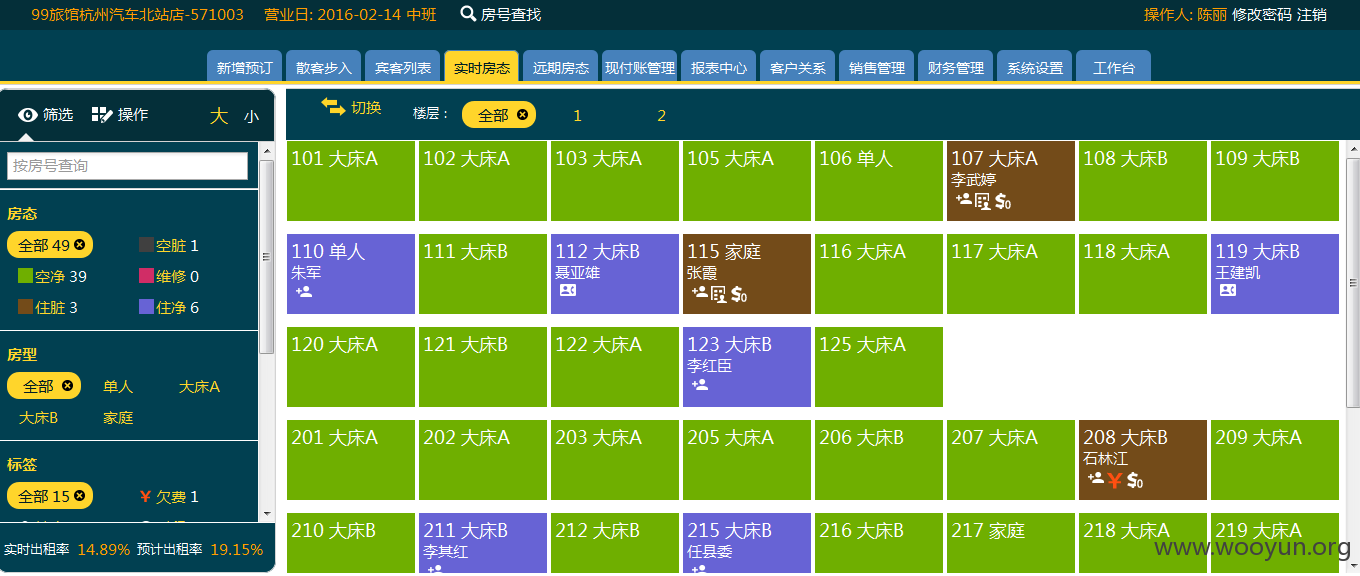 99旅馆杭州汽车北站店-571003 营业日: 2016-02-14 中班 房号查找 操作人: 陈丽 修改密码 注销
新增预订 散客步入 宾客列表 实时房态 远期房态 现付账管理 报表中心 客户关系 销售管理 财务管理 系统设置 工作台
筛选 操作 大 小
切换 楼层： 全部 1 2
按房号查询
房态
全部 49 空脏 1
空净 39 维修 0
住脏 3 住净 6
房型
全部 单人 大床A
大床B 家庭
标签
全部 15 ¥ 欠费 1
实时出租率 14.89% 预计出租率 19.15%
101 大床A 102 大床A 103 大床A 105 大床A 106 单人 107 大床A 108 大床B 109 大床B
李武婷
$0
110 单人 111 大床B 112 大床B 115 家庭 116 大床A 117 大床A 118 大床A 119 大床B
朱军 聂亚雄 张霞 王建凯
$0
120 大床A 121 大床B 122 大床A 123 大床B 125 大床A
李红臣
201 大床A 202 大床A 203 大床A 205 大床A 206 大床B 207 大床A 208 大床B 209 大床A
石林江
¥ $0
210 大床B 211 大床B 212 大床B 215 大床B 216 大床B 217 家庭 218 大床A 219 大床A
李其红 任县委
www.wooyun.org